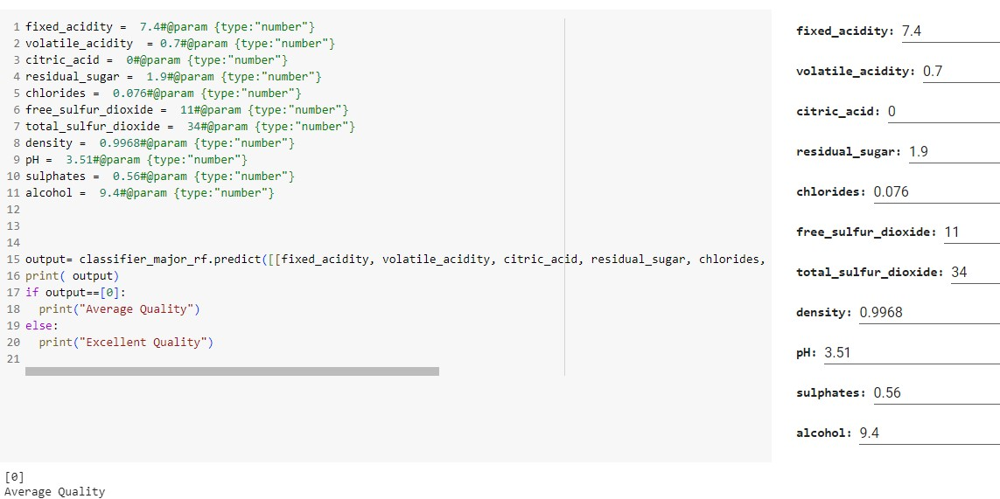 1 fixed_acidity =  7.4#@param {type:"number"}
2 volatile_acidity  = 0.7#@param {type:"number"}
3 citric_acid =  0#@param {type:"number"}
4 residual_sugar =  1.9#@param {type:"number"}
5 chlorides =  0.076#@param {type:"number"}
6 free_sulfur_dioxide =  11#@param {type:"number"}
7 total_sulfur_dioxide =  34#@param {type:"number"}
8 density =  0.9968#@param {type:"number"}
9 pH =  3.51#@param {type:"number"}
10 sulphates =  0.56#@param {type:"number"}
11 alcohol =  9.4#@param {type:"number"}
12
13
14
15 output= classifier_major_rf.predict([[fixed_acidity, volatile_acidity, citric_acid, residual_sugar, chlorides,
16 print( output)
17 if output==[0]:
18   print("Average Quality")
19 else:
20   print("Excellent Quality")
21
fixed_acidity: 7.4
volatile_acidity: 0.7
citric_acid: 0
residual_sugar: 1.9
chlorides: 0.076
free_sulfur_dioxide: 11
total_sulfur_dioxide: 34
density: 0.9968
pH: 3.51
sulphates: 0.56
alcohol: 9.4
[0]
Average Quality